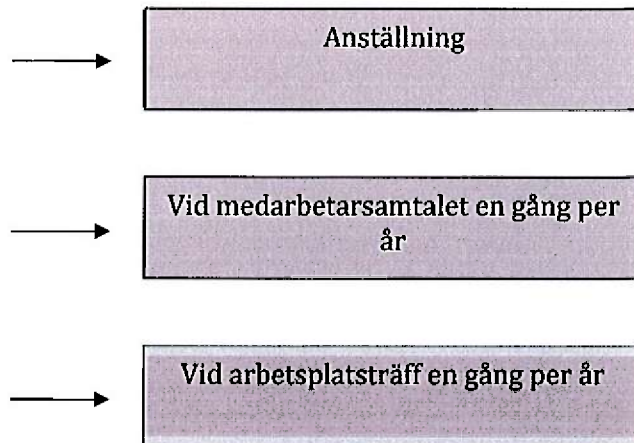 Anställning
Vid medarbetarsamtalet en gång per
år
Vid arbetsplatsträff en gång per år